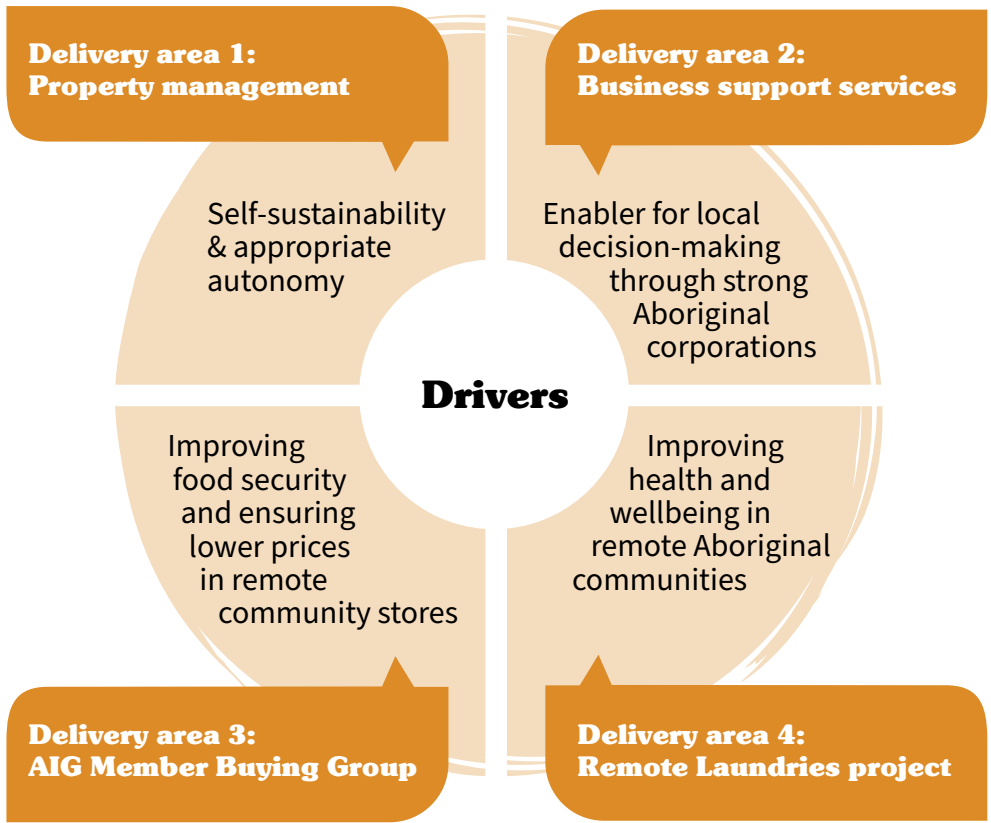 Delivery area 1:
Property management
Delivery area 2:
Business support services
Self-sustainability
& appropriate
autonomy
Enabler for local
decision-making
through strong
Aboriginal
corporations
Drivers
Improving
food security
and ensuring
lower prices
in remote
community stores
Improving
health and
wellbeing in
remote Aboriginal
communities
Delivery area 3:
AIG Member Buying Group
Delivery area 4:
Remote Laundries project